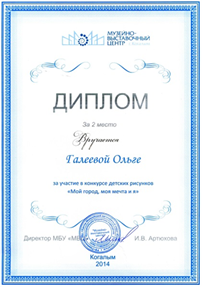 МУЗЕЙНО-
ВЫСТАВОЧНЫЙ
ЦЕНТР
ДИПЛОМ
За 2 место
Вручается
Галеевой Ольге
за участие в конкурсе детских рисунков
«Мой город, моя мечта и я»
Директор МБУ «МВЦ» И.В. Артюхова
Когалым
2014